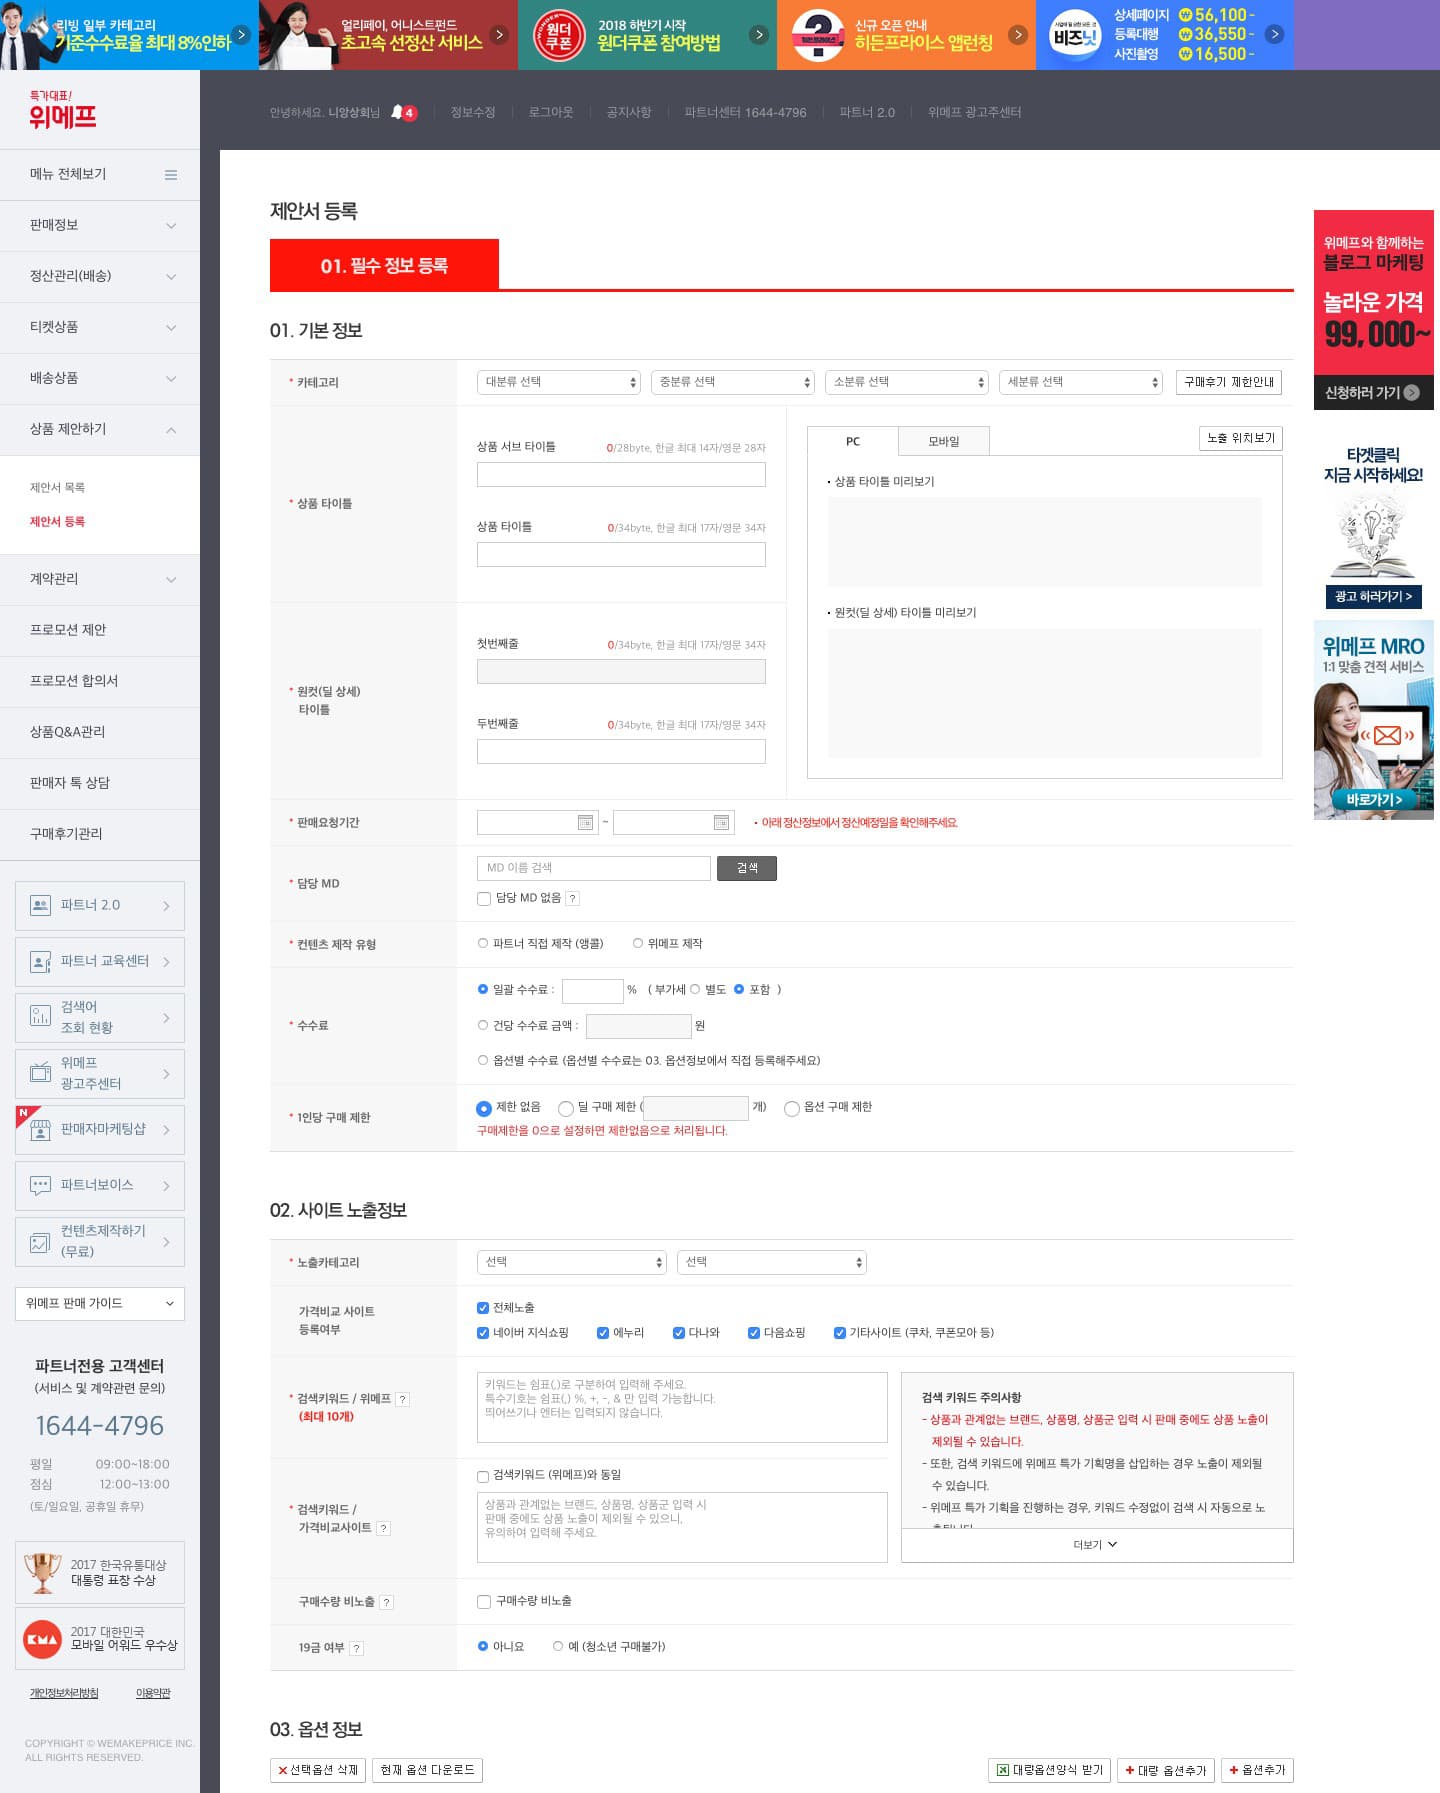 리빙 일부 카테고리
기준수수료율 최대 8%인하
얼리페이, 어니스트펀드
초고속 선정산 서비스
WONDER
원더
쿠폰
2018 하반기 시작
원더쿠폰 참여방법
신규 오픈 안내
히든프라이스 앱런칭
비즈넷
상세페이지 ₩ 56,100~
등록대행 ₩ 36,550~
사진촬영 ₩ 16,500~
특가대표!
위메프
안녕하세요. 니앙상회님 4
정보수정
로그아웃
공지사항
파트너센터 1644-4796
파트너 2.0
위메프 광고주센터
메뉴 전체보기
판매정보
정산관리(배송)
티켓상품
배송상품
상품 제안하기
제안서 목록
제안서 등록
계약관리
프로모션 제안
프로모션 합의서
상품Q&A관리
판매자 톡 상담
구매후기관리
파트너 2.0
파트너 교육센터
검색어
조회 현황
위메프
광고주센터
N
판매자마케팅샵
파트너보이스
컨텐츠제작하기
(무료)
위메프 판매 가이드
파트너전용 고객센터
(서비스 및 계약관련 문의)
1644-4796
평일 09:00~18:00
점심 12:00~13:00
(토/일요일, 공휴일 휴무)
2017 한국유통대상
대통령 표창 수상
KMA
2017 대한민국
모바일 어워드 우수상
개인정보처리방침 이용약관
COPYRIGHT © WEMAKEPRICE INC.
ALL RIGHTS RESERVED.
제안서 등록
01. 필수 정보 등록
01. 기본 정보
* 카테고리
대분류 선택
중분류 선택
소분류 선택
세분류 선택
구매후기 제한안내
* 상품 타이틀
상품 서브 타이틀 0/28byte, 한글 최대 14자/영문 28자
상품 타이틀 0/34byte, 한글 최대 17자/영문 34자
PC
모바일
노출 위치보기
• 상품 타이틀 미리보기
• 원컷(딜 상세) 타이틀 미리보기
* 원컷(딜 상세)
타이틀
첫번째줄 0/34byte, 한글 최대 17자/영문 34자
두번째줄 0/34byte, 한글 최대 17자/영문 34자
* 판매요청기간
~
• 아래 정산정보에서 정산예정일을 확인해주세요.
* 담당 MD
MD 이름 검색
검색
담당 MD 없음 ?
* 컨텐츠 제작 유형
파트너 직접 제작 (앵콜)
위메프 제작
* 수수료
일괄 수수료 : % ( 부가세 별도 포함 )
건당 수수료 금액 : 원
옵션별 수수료 (옵션별 수수료는 03. 옵션정보에서 직접 등록해주세요)
* 1인당 구매 제한
제한 없음
딜 구매 제한 ( 개)
옵션 구매 제한
구매제한을 0으로 설정하면 제한없음으로 처리됩니다.
02. 사이트 노출정보
* 노출카테고리
선택
선택
가격비교 사이트
등록여부
전체노출
네이버 지식쇼핑
에누리
다나와
다음쇼핑
기타사이트 (쿠차, 쿠폰모아 등)
* 검색키워드 / 위메프 ?
(최대 10개)
키워드는 쉼표(,)로 구분하여 입력해 주세요.
특수기호는 쉼표(,) %, +, -, & 만 입력 가능합니다.
띄어쓰기나 엔터는 입력되지 않습니다.
* 검색키워드 /
가격비교사이트 ?
검색키워드 (위메프)와 동일
상품과 관계없는 브랜드, 상품명, 상품군 입력 시
판매 중에도 상품 노출이 제외될 수 있으니,
유의하여 입력해 주세요.
검색 키워드 주의사항
- 상품과 관계없는 브랜드, 상품명, 상품군 입력 시 판매 중에도 상품 노출이
제외될 수 있습니다.
- 또한, 검색 키워드에 위메프 특가 기획명을 삽입하는 경우 노출이 제외될
수 있습니다.
- 위메프 특가 기획을 진행하는 경우, 키워드 수정없이 검색 시 자동으로 노
더보기
구매수량 비노출 ?
구매수량 비노출
19금 여부 ?
아니요
예 (청소년 구매불가)
03. 옵션 정보
선택옵션 삭제
현재 옵션 다운로드
대량옵션양식 받기
대량 옵션추가
옵션추가
위메프와 함께하는
블로그 마케팅
놀라운 가격
99,000~
신청하러 가기
타겟클릭
지금 시작하세요!
광고 하러가기 >
위메프 MRO
1:1 맞춤 견적 서비스
바로가기 >